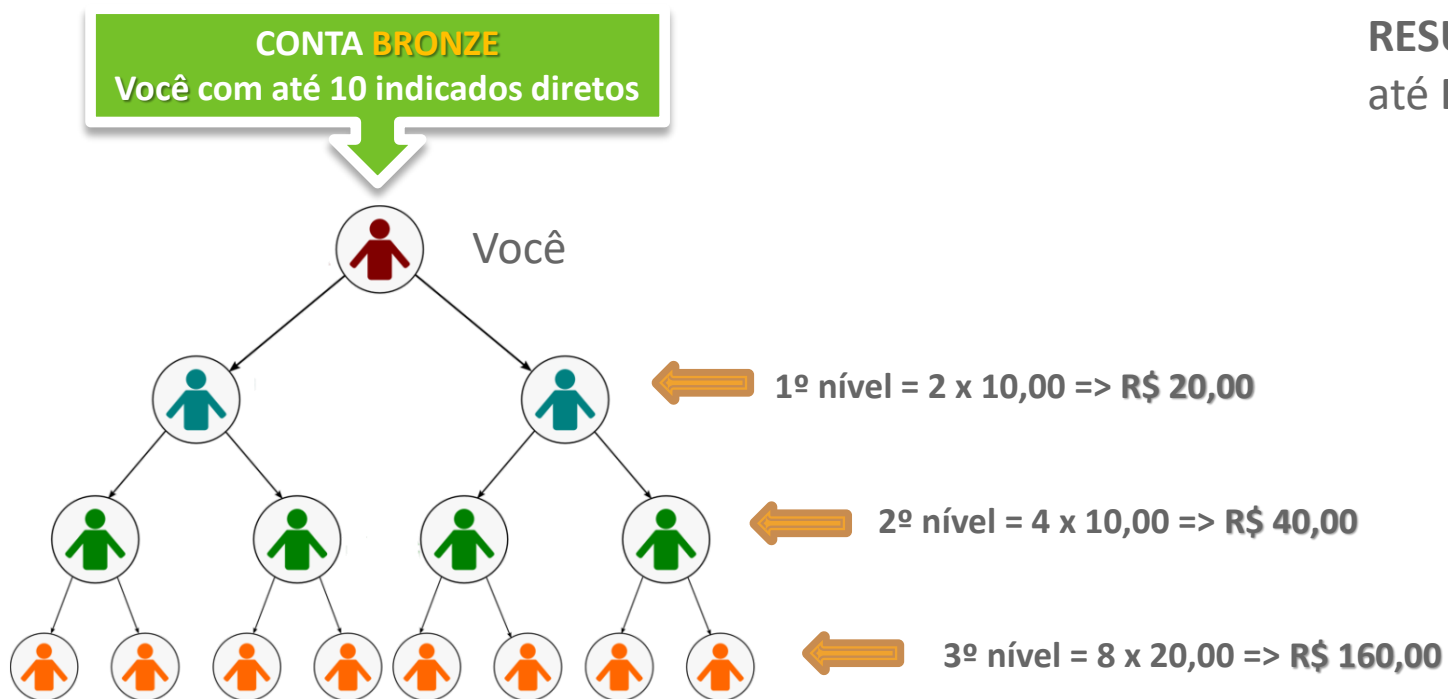 CONTA BRONZE
Você com até 10 indicados diretos
até
Você
1º nível = 2 x 10,00 => R$ 20,00
2º nível = 4 x 10,00 => R$ 40,00
3º nível = 8 x 20,00 => R$ 160,00